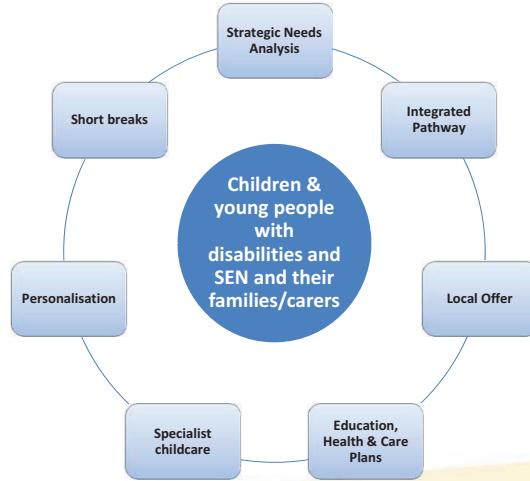 Strategic Needs
Analysis
Short breaks
Integrated
Pathway
Children &
young people
with
disabilities and
SEN and their
families/carers
Personalisation
Local Offer
Specialist
childcare
Education,
Health & Care
Plans